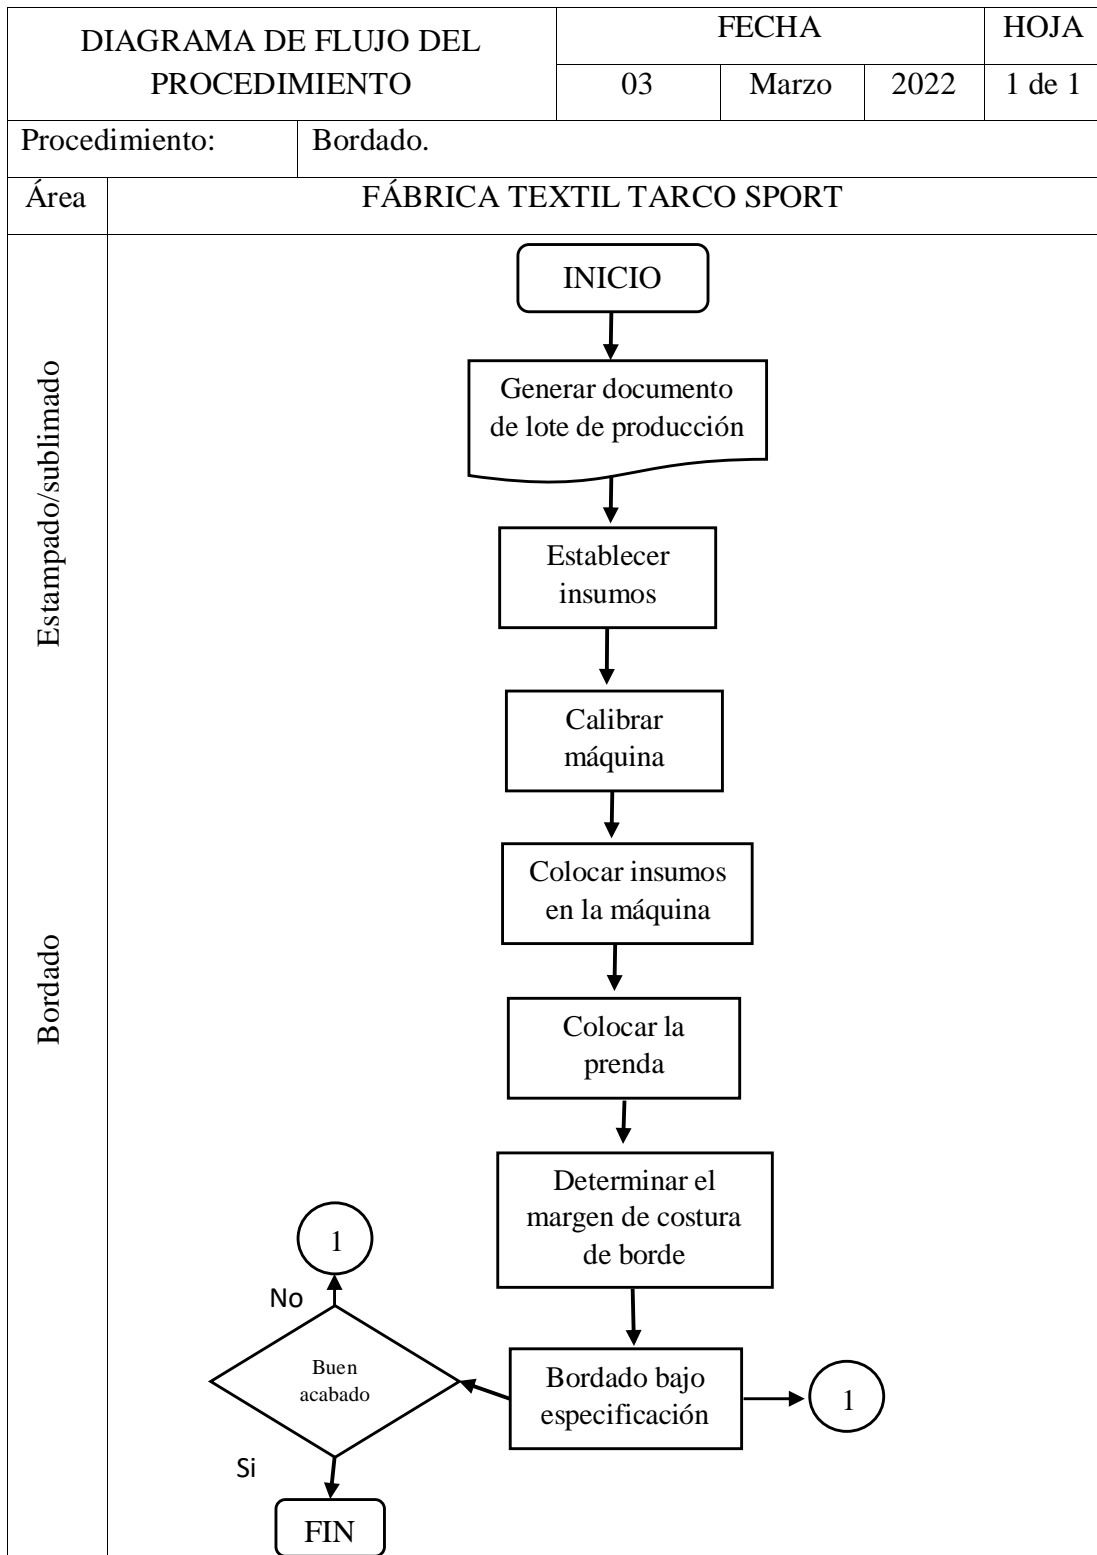 DIAGRAMA DE FLUJO DEL
PROCEDIMIENTO
FECHA
HOJA
03
Marzo
2022
1 de 1
Procedimiento:
Bordado.
Área
FÁBRICA TEXTIL TARCO SPORT
Estampado/sublimado
Bordado
INICIO
Generar documento
de lote de producción
Establecer
insumos
Calibrar
máquina
Colocar insumos
en la máquina
Colocar la
prenda
Determinar el
margen de costura
de borde
Bordado bajo
especificación
1
Buen
acabado
No
1
Si
FIN